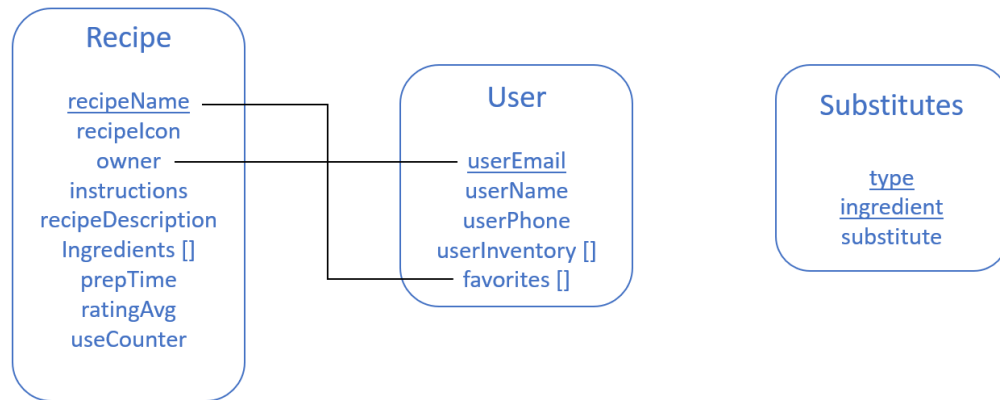 Recipe
recipeName
recipeIcon
owner
instructions
recipeDescription
Ingredients []
prepTime
ratingAvg
useCounter
User
userEmail
userName
userPhone
userInventory []
favorites []
Substitutes
type
ingredient
substitute